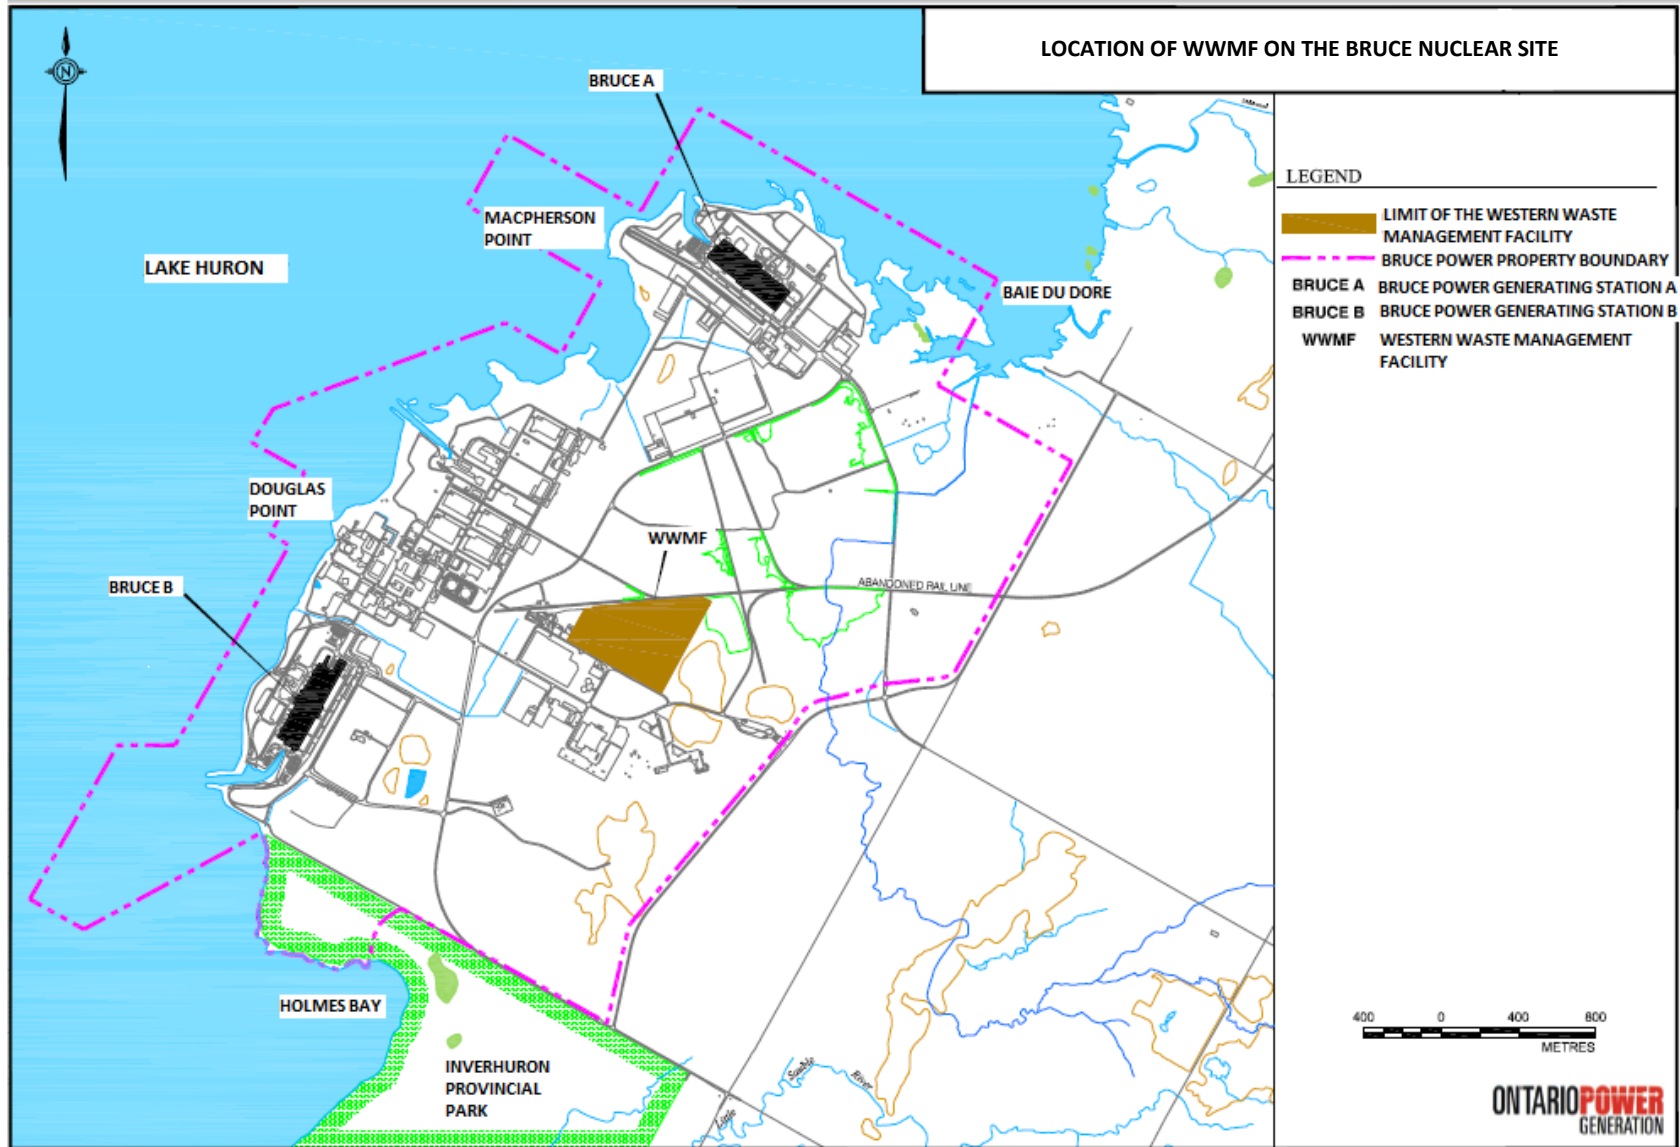 LOCATION OF WWMF ON THE BRUCE NUCLEAR SITE
N
BRUCE A
MACPHERSON
POINT
LAKE HURON
BAIE DU DORE
DOUGLAS
POINT
WWMF
BRUCE B
ABANDONED RAIL LINE
HOLMES BAY
INVERHURON
PROVINCIAL
PARK
Little
Sauble
River
LEGEND
LIMIT OF THE WESTERN WASTE
MANAGEMENT FACILITY
BRUCE POWER PROPERTY BOUNDARY
BRUCE A BRUCE POWER GENERATING STATION A
BRUCE B BRUCE POWER GENERATING STATION B
WWMF WESTERN WASTE MANAGEMENT
FACILITY
400 0 400 800
METRES
ONTARIOPOWER
GENERATION